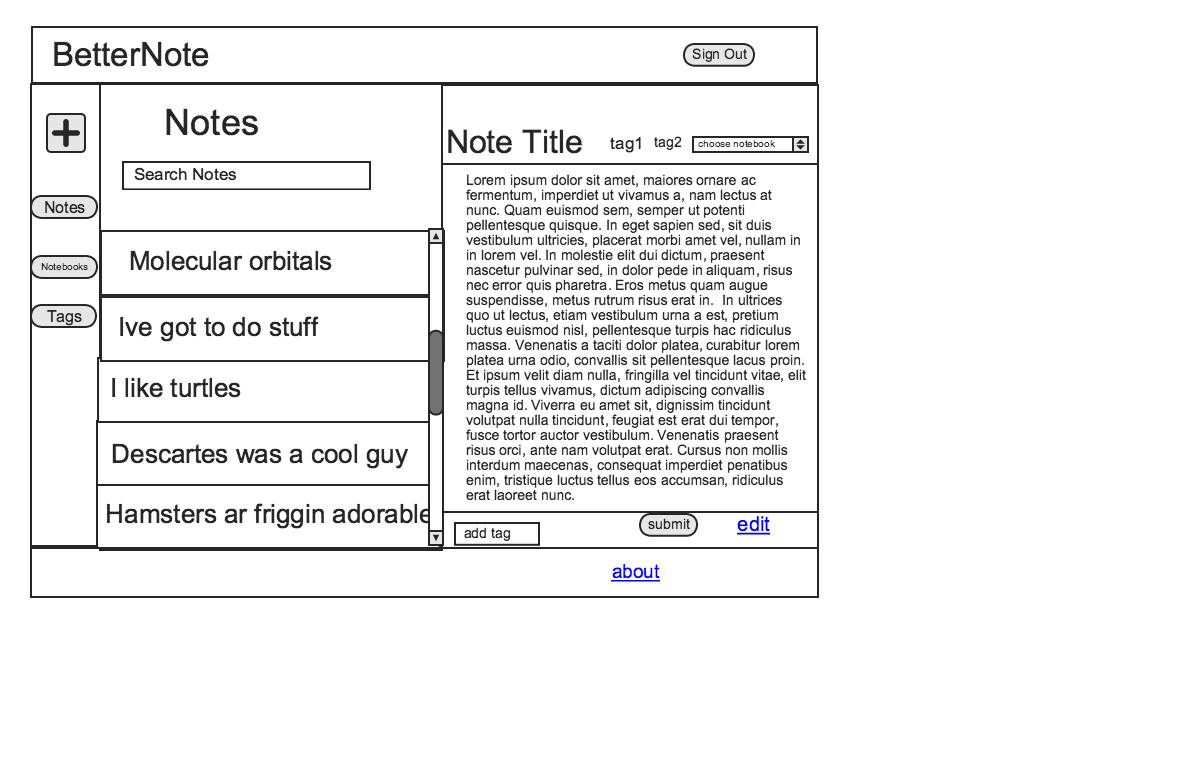 BetterNote
Sign Out
Notes
Search Notes
Notes
Notebooks
Tags
Molecular orbitals
Ive got to do stuff
I like turtles
Descartes was a cool guy
Hamsters ar friggin adorable
Note Title
tag1
tag2
choose notebook
Lorem ipsum dolor sit amet, maiores ornare ac
fermentum, imperdiet ut vivamus a, nam lectus at
nunc. Quam euismod sem, semper ut potenti
pellentesque quisque. In eget sapien sed, sit duis
vestibulum ultricies, placerat morbi amet vel, nullam in
in lorem vel. In molestie elit dui dictum, praesent
nascetur pulvinar sed, in dolor pede in aliquam, risus
nec error quis pharetra. Eros metus quam augue
suspendisse, metus rutrum risus erat in.  In ultrices
quo ut lectus, etiam vestibulum urna a est, pretium
luctus euismod nisl, pellentesque turpis hac ridiculus
massa. Venenatis a taciti dolor platea, curabitur lorem
platea urna odio, convallis sit pellentesque lacus proin.
Et ipsum velit diam nulla, fringilla vel tincidunt vitae, elit
turpis tellus vivamus, dictum adipiscing convallis
magna id. Viverra eu amet sit, dignissim tincidunt
volutpat nulla tincidunt, feugiat est erat dui tempor,
fusce tortor auctor vestibulum. Venenatis praesent
risus orci, ante nam volutpat erat. Cursus non mollis
interdum maecenas, consequat imperdiet penatibus
enim, tristique luctus tellus eos accumsan, ridiculus
erat laoreet nunc.
add tag
submit
edit
about